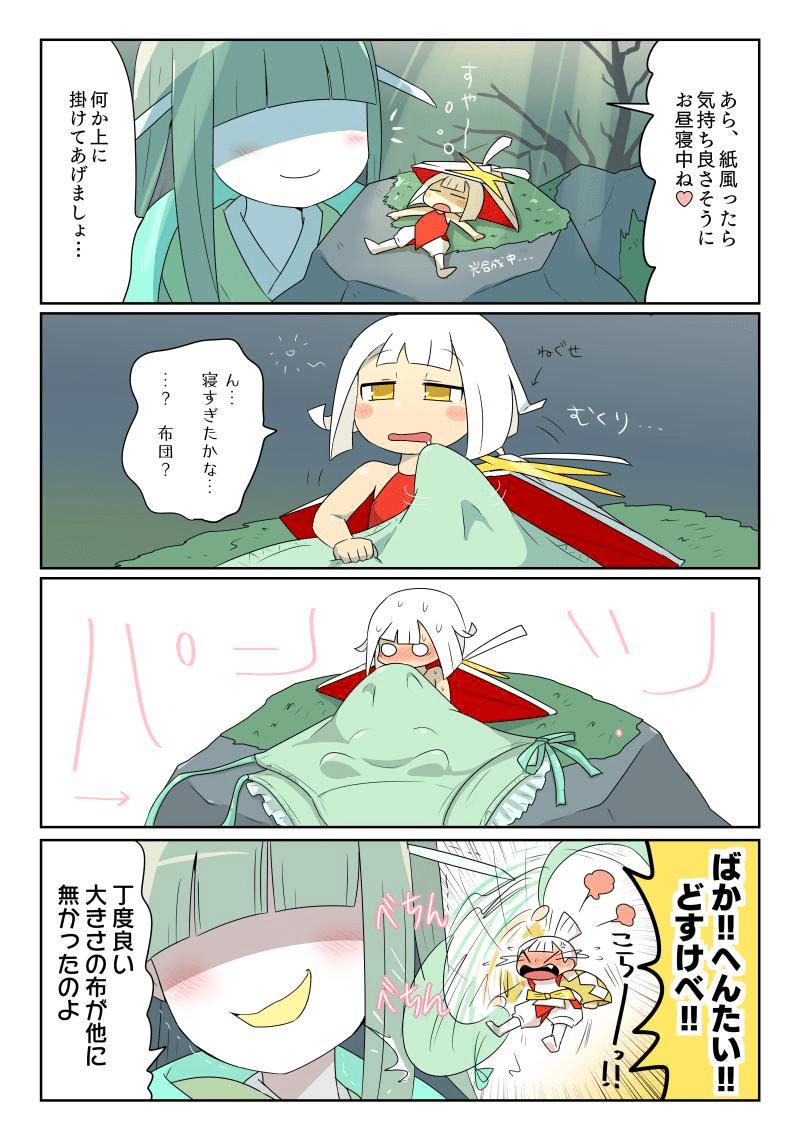 あら、紙風ったら
気持ち良さそうに
お昼寝中ね♥
すやー
何か上に
掛けてあげましょ…
光合成中…
ねぐせ
むくり…
ん…
寝すぎたかな…
…？ 布団？
パンツ
→
ばか!!へんたい!!
どすけべ!!
こらーっ!!
べちん
べちん
丁度良い
大きさの布が他に
無かったのよ